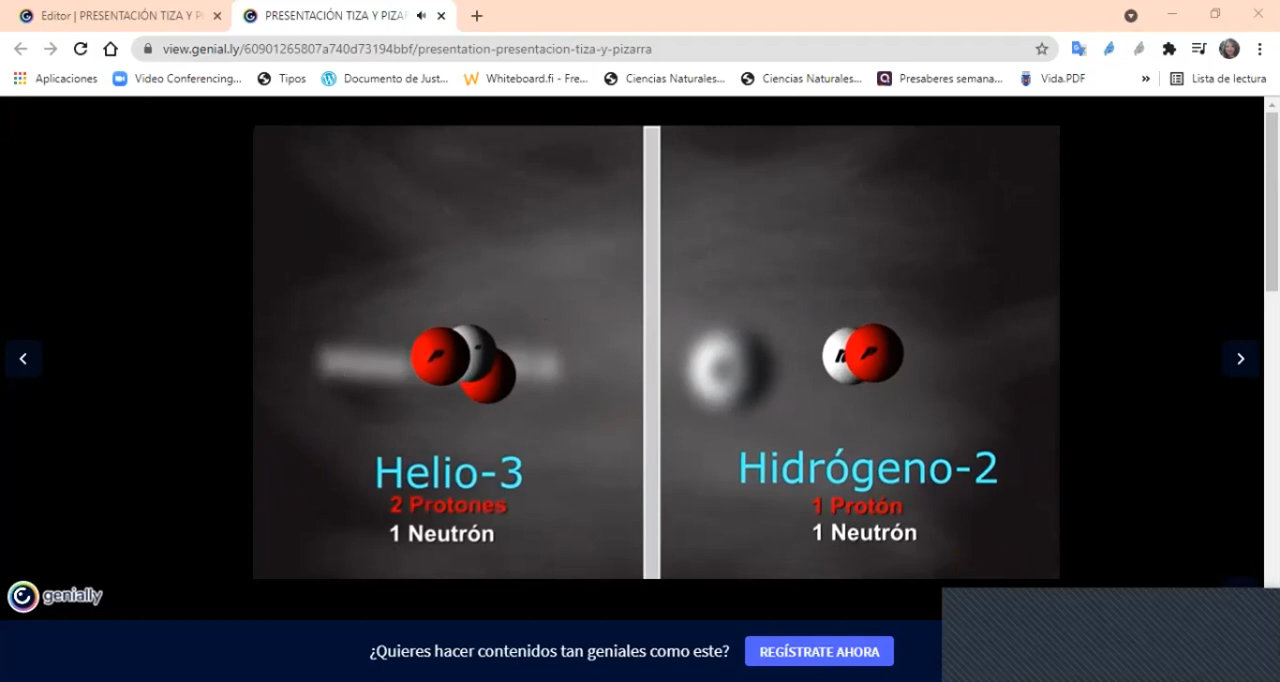 Editor | PRESENTACIÓN TIZA Y PI
PRESENTACIÓN TIZA Y PIZAR
view.genial.ly/60901265807a740d73194bbf/presentation-presentacion-tiza-y-pizarra
Aplicaciones
Video Conferencing...
Tipos
Documento de Just...
Whiteboard.fi - Fre...
Ciencias Naturales...
Ciencias Naturales...
Presaberes semana...
Vida.PDF
»
Lista de lectura
Helio-3
2 Protones
1 Neutrón
n
Hidrógeno-2
1 Protón
1 Neutrón
genially
¿Quieres hacer contenidos tan geniales como este?
REGÍSTRATE AHORA